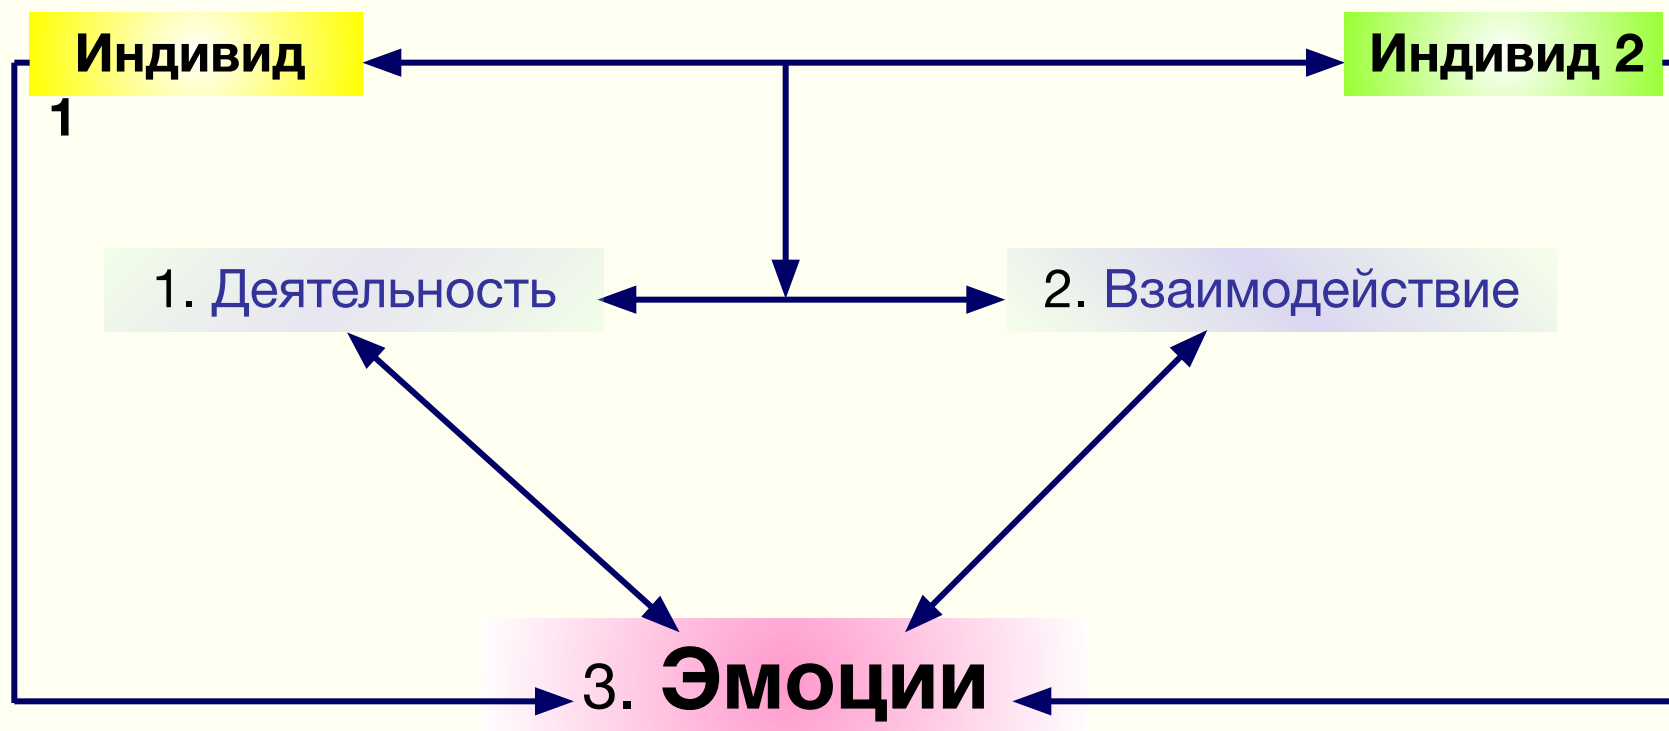 Индивид
1
Индивид 2
1. Деятельность
2. Взаимодействие
3. Эмоции